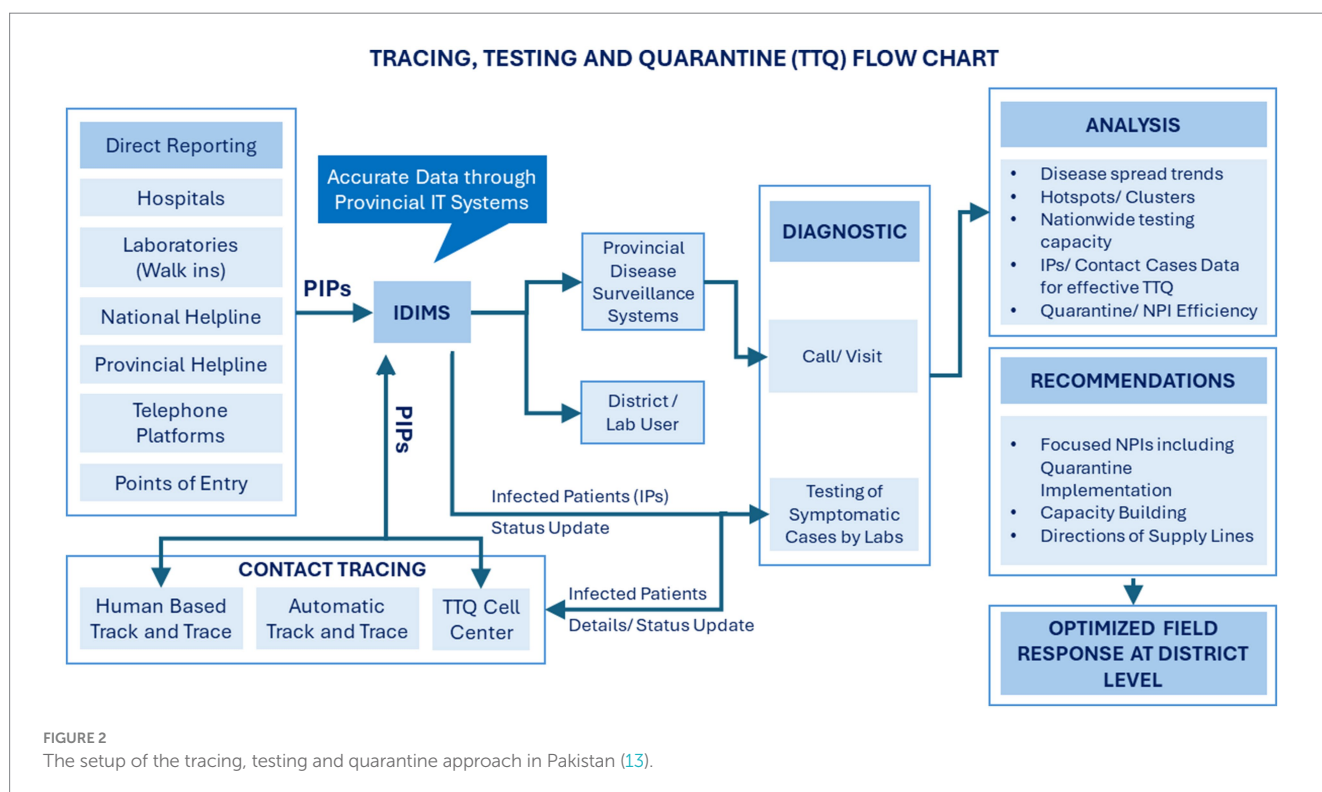 TRACING, TESTING AND QUARANTINE (TTQ) FLOW CHART
Direct Reporting
Hospitals
Laboratories
(Walk ins)
National Helpline
Provincial Helpline
Telephone
Platforms
Points of Entry
PIPs
Accurate Data through
Provincial IT Systems
IDIMS
PIPs
Provincial
Disease
Surveillance
Systems
District /
Lab User
Infected Patients (IPs)
Status Update
CONTACT TRACING
Human Based
Track and Trace
Automatic
Track and Trace
TTQ Cell
Center
Infected Patients
Details/ Status Update
DIAGNOSTIC
Call/ Visit
Testing of
Symptomatic
Cases by Labs
ANALYSIS
• Disease spread trends
• Hotspots/ Clusters
• Nationwide testing
capacity
• IPs/ Contact Cases Data
for effective TTQ
• Quarantine/ NPI Efficiency
RECOMMENDATIONS
• Focused NPIs including
Quarantine
Implementation
• Capacity Building
• Directions of Supply Lines
OPTIMIZED FIELD
RESPONSE AT DISTRICT
LEVEL
FIGURE 2
The setup of the tracing, testing and quarantine approach in Pakistan (13).